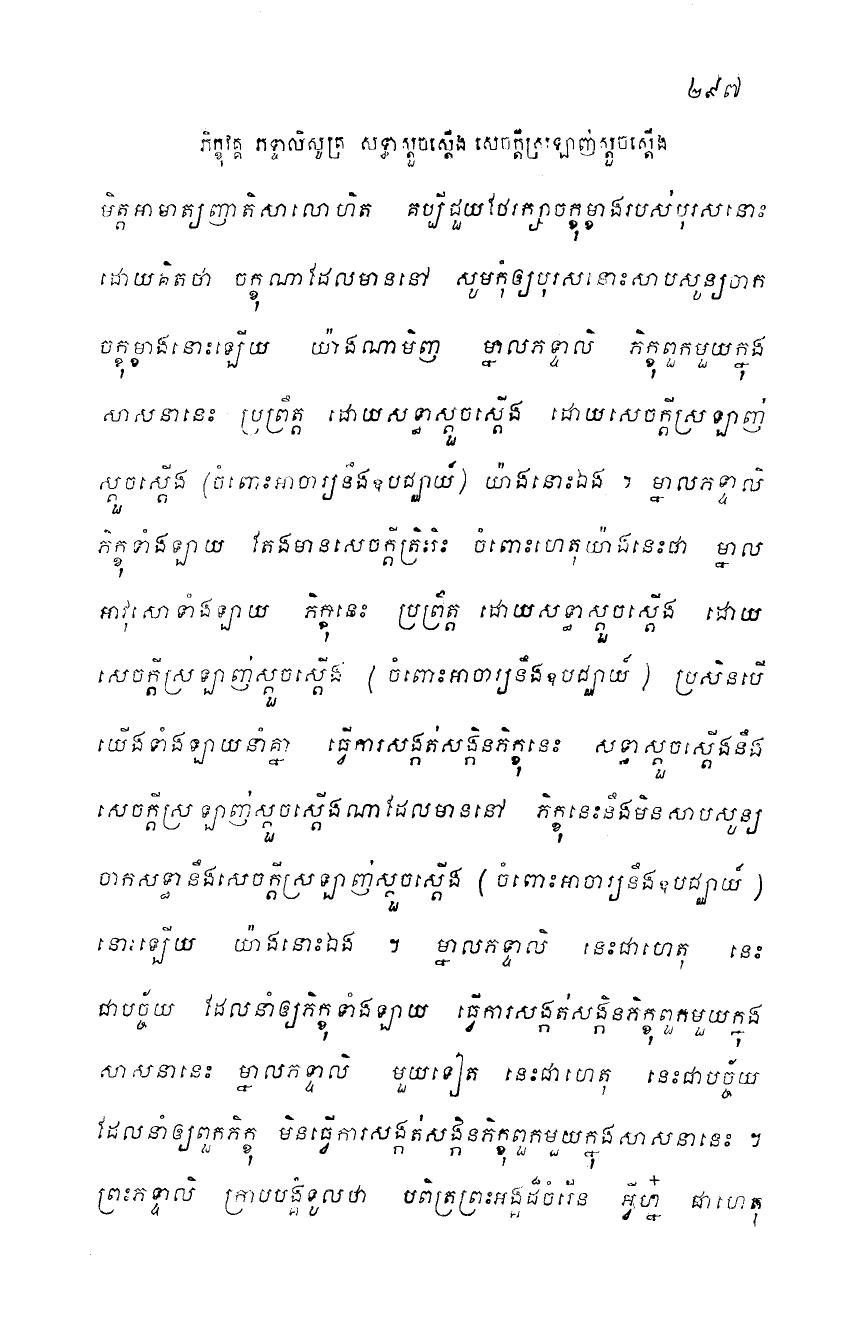 ២៩៧
ភិក្ខុវគ្គ ភទ្ទាលិសូត្រ សទ្ធាស្តួចស្តើង សេចក្តីស្រឡាញ់ស្តួចស្តើង
មិត្តអាមាត្យញាតិសាលោហិត គប្បីជួយថែរក្សាចក្ខុម្ខាងរបស់បុរសនោះ
ដោយគិតថា ចក្ខុណាដែលមាននៅ សូមកុំឲ្យបុរសនោះសាបសូន្យចាក
ចក្ខុម្ខាងនោះឡើយ យ៉ាងណាមិញ ម្នាលភទ្ទាលិ ភិក្ខុពួកមួយក្នុង
សាសនានេះ ប្រព្រឹត្ត ដោយសទ្ធាស្តួចស្តើង ដោយសេចក្តីស្រឡាញ់
ស្តួចស្តើង (ចំពោះអាចារ្យនឹងឧបជ្ឈាយ៍) យ៉ាងនោះឯង ។ ម្នាលភទ្ទាលិ
ភិក្ខុទាំងឡាយ តែងមានសេចក្តីត្រិះរិះ ចំពោះហេតុយ៉ាងនេះថា ម្នាល
អាវុសោទាំងឡាយ ភិក្ខុនេះ ប្រព្រឹត្ត ដោយសទ្ធាស្តួចស្តើង ដោយ
សេចក្តីស្រឡាញ់ស្តួចស្តើង (ចំពោះអាចារ្យនឹងឧបជ្ឈាយ៍) ប្រសិនបើ
យើងទាំងឡាយនាំគ្នា ធ្វើការសង្កត់សង្កិនភិក្ខុនេះ សទ្ធាស្តួចស្តើងនឹង
សេចក្តីស្រឡាញ់ស្តួចស្តើងណាដែលមាននៅ ភិក្ខុនេះនឹងមិនសាបសូន្យ
ចាកសទ្ធានឹងសេចក្តីស្រឡាញ់ស្តួចស្តើង (ចំពោះអាចារ្យនឹងឧបជ្ឈាយ៍)
នោះឡើយ យ៉ាងនោះឯង ។ ម្នាលភទ្ទាលិ នេះជាហេតុ នេះ
ជាបច្ច័យ ដែលនាំឲ្យភិក្ខុទាំងឡាយ ធ្វើការសង្កត់សង្កិនភិក្ខុពួកមួយក្នុង
សាសនានេះ ម្នាលភទ្ទាលិ មួយទៀត នេះជាហេតុ នេះជាបច្ច័យ
ដែលនាំឲ្យពួកភិក្ខុ មិនធ្វើការសង្កត់សង្កិនភិក្ខុពួកមួយក្នុងសាសនានេះ ។
ព្រះភទ្ទាលិ ក្រាបបង្គំទូលថា បពិត្រព្រះអង្គដ៏ចំរើន អ្វីហ្ន៎ ជាហេតុ